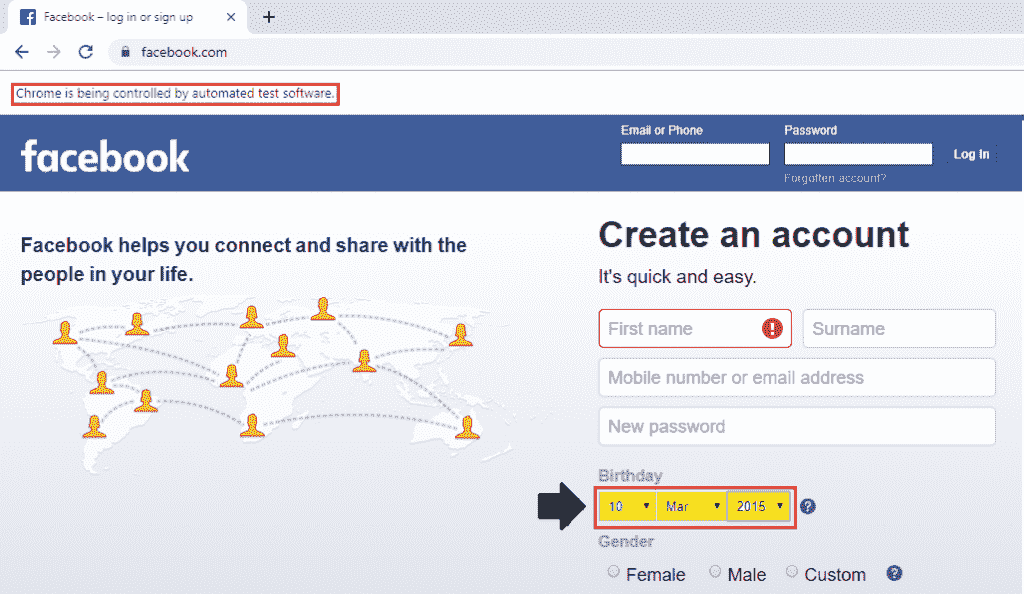 Facebook – log in or sign up
facebook.com
Chrome is being controlled by automated test software.
facebook
Email or Phone
Password
Log In
Forgotten account?
Facebook helps you connect and share with the
people in your life.
Create an account
It's quick and easy.
First name
Surname
Mobile number or email address
New password
Birthday
10 Mar 2015
Gender
Female Male Custom